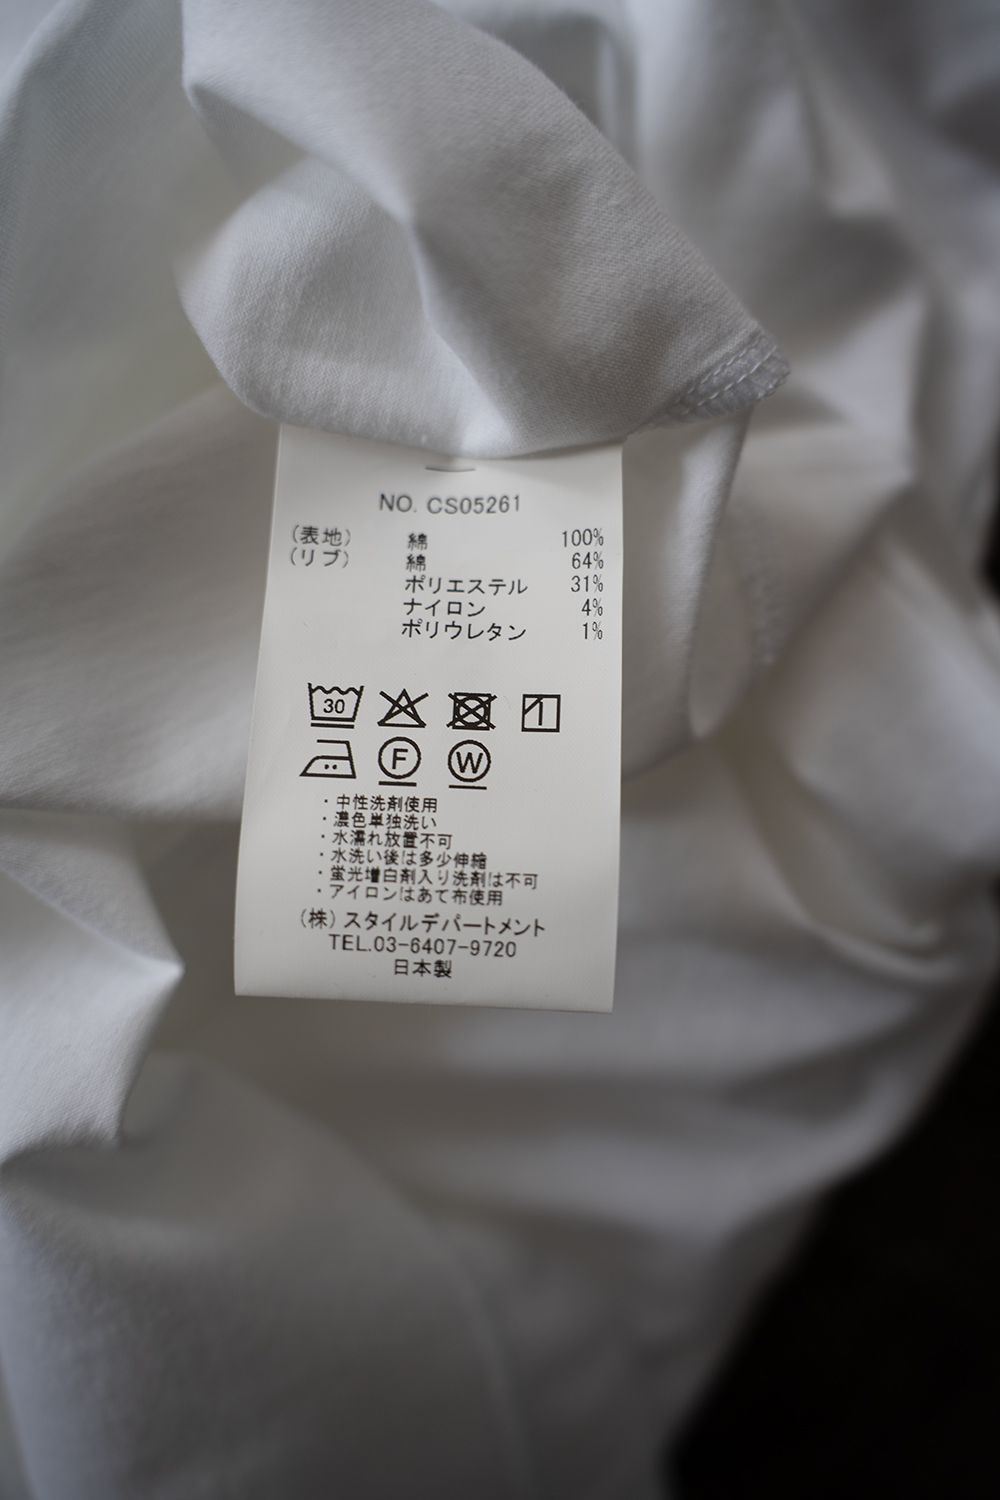 NO. CS05261
(表地) 綿 100%
(リブ) 綿 64%
ポリエステル 31%
ナイロン 4%
ポリウレタン 1%
30
F W
・中性洗剤使用
・濃色単独洗い
・水濡れ放置不可
・水洗い後は多少伸縮
・蛍光増白剤入り洗剤は不可
・アイロンはあて布使用
(株)スタイルデパートメント
TEL.03-6407-9720
日本製